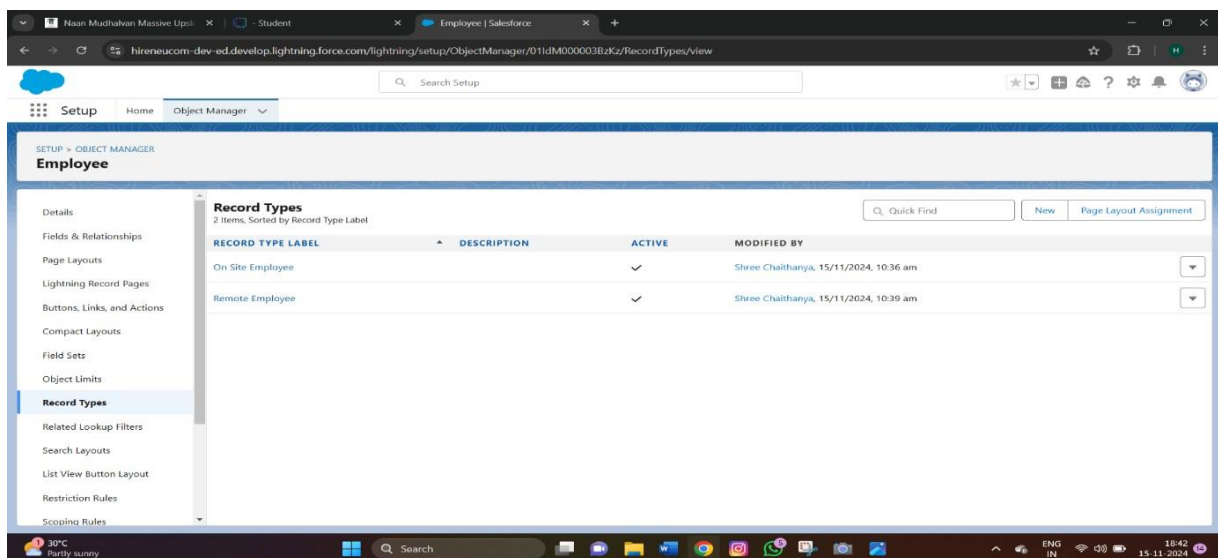 Naan Mudhalvan Massive Upsk
- Student
Employee | Salesforce
hireneucom-dev-ed.develop.lightning.force.com/lightning/setup/ObjectManager/01IdM000003BzKz/RecordTypes/view
H
Search Setup
Setup Home Object Manager
SETUP > OBJECT MANAGER
Employee
Details
Fields & Relationships
Page Layouts
Lightning Record Pages
Buttons, Links, and Actions
Compact Layouts
Field Sets
Object Limits
Record Types
Related Lookup Filters
Search Layouts
List View Button Layout
Restriction Rules
Scoping Rules
Record Types
2 Items, Sorted by Record Type Label
Quick Find New Page Layout Assignment
RECORD TYPE LABEL DESCRIPTION ACTIVE MODIFIED BY
On Site Employee Shree Chaithanya, 15/11/2024, 10:36 am
Remote Employee Shree Chaithanya, 15/11/2024, 10:39 am
1 30°C
Partly sunny
Search
ENG
IN
18:42
15-11-2024